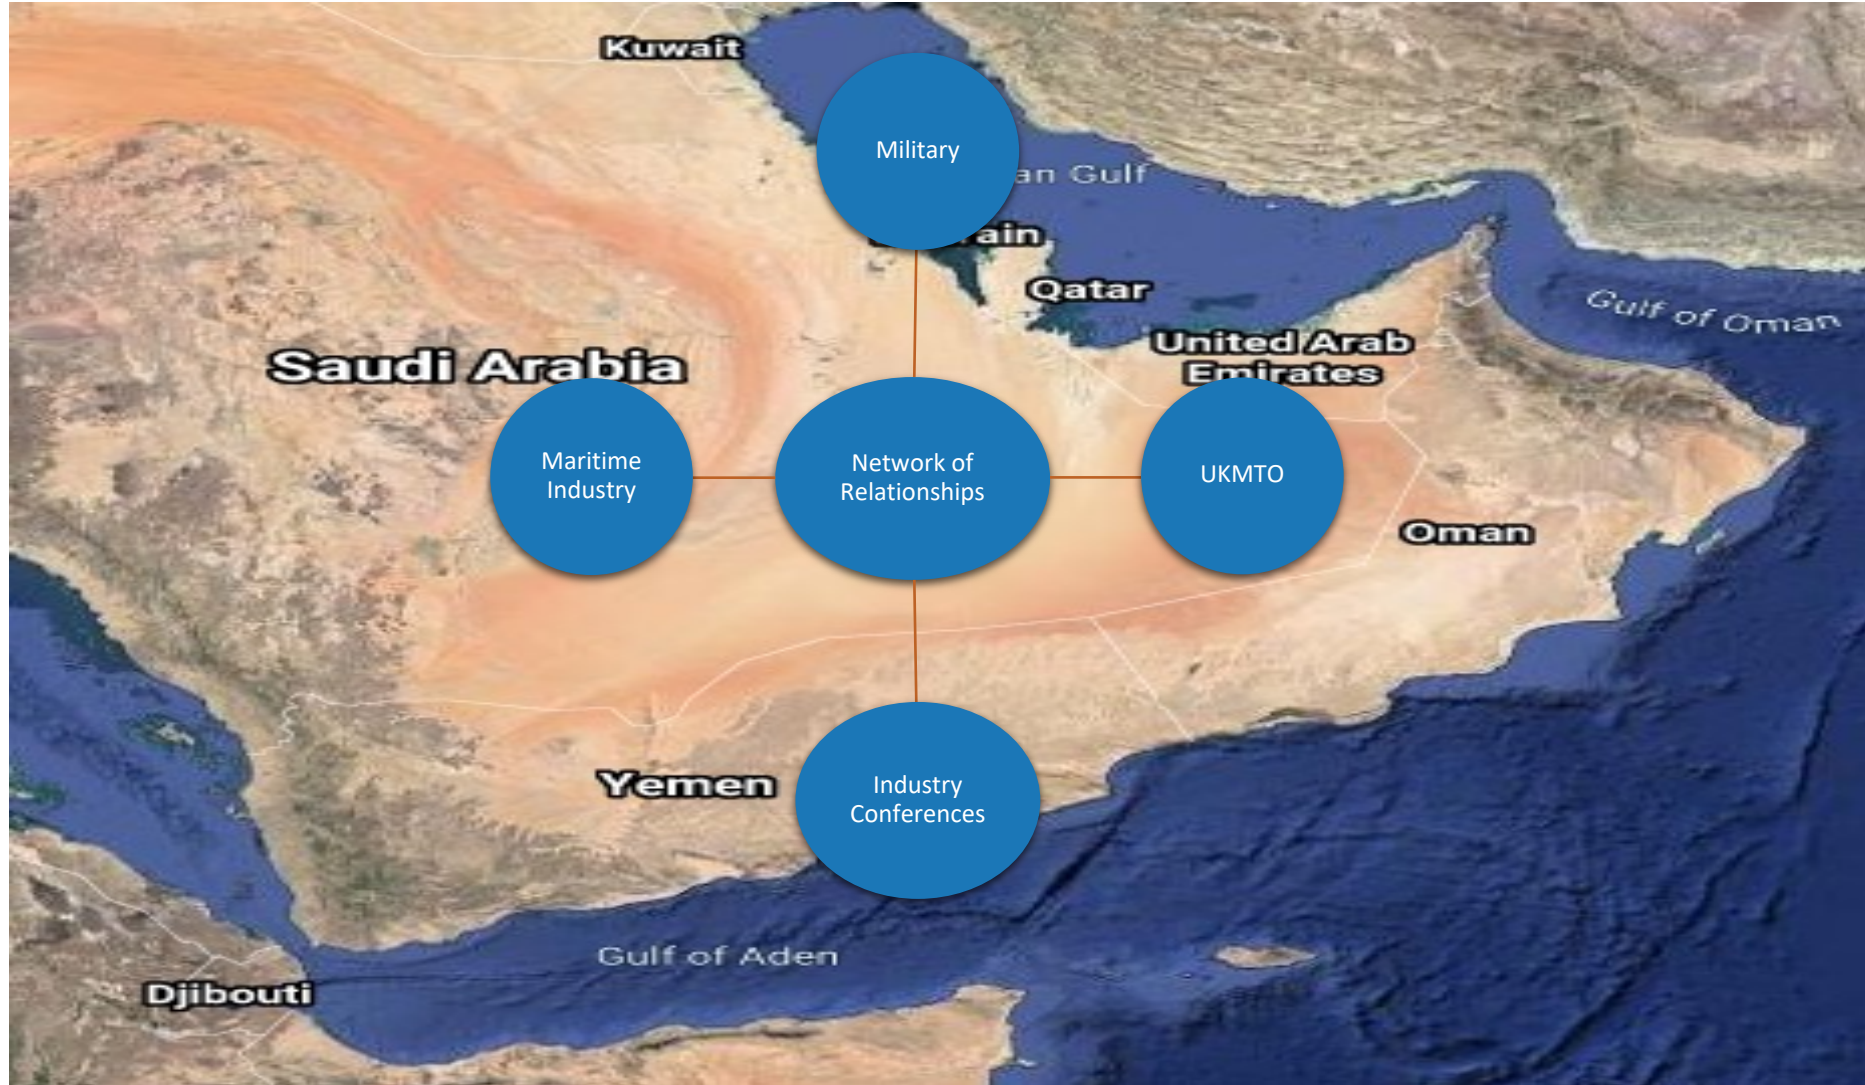 Kuwait
Military
an Gulf
ain
Qatar
Gulf of Oman
United Arab
Emirates
Saudi Arabia
Maritime
Industry
Network of
Relationships
UKMTO
Oman
Yemen
Industry
Conferences
Gulf of Aden
Djibouti